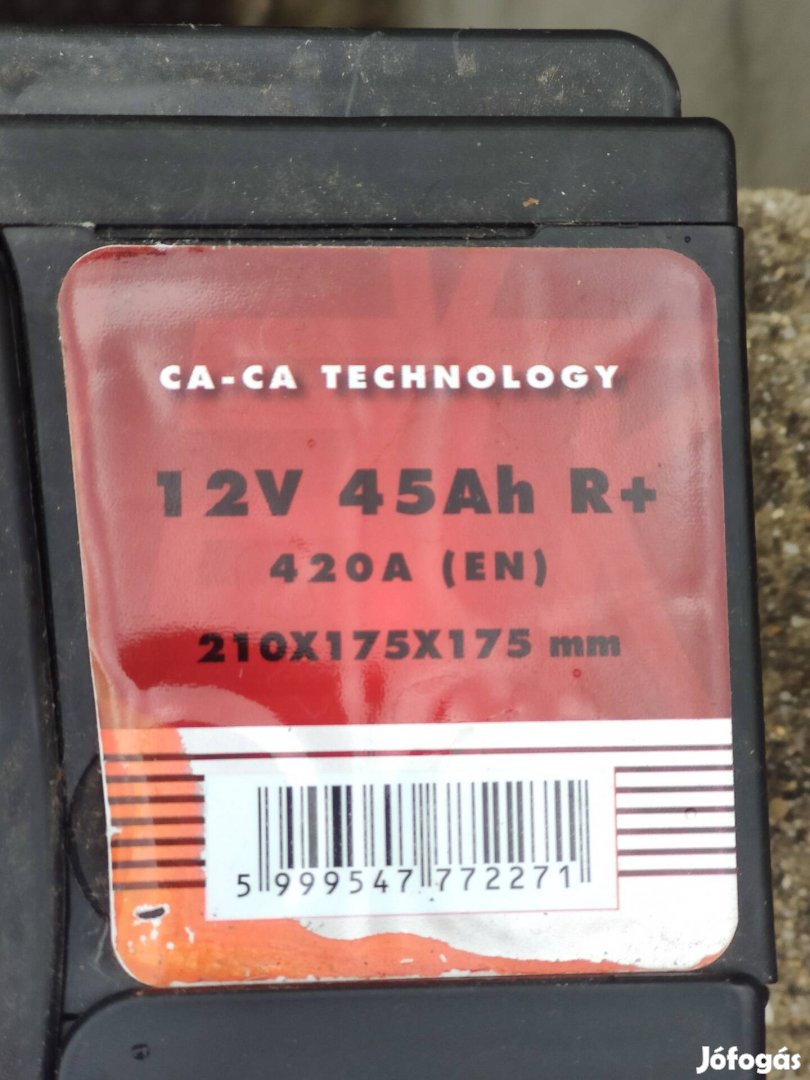 CA-CA TECHNOLOGY
12V 45Ah R+
420A (EN)
210X175X175 mm
5 999547 772271
Jófogás